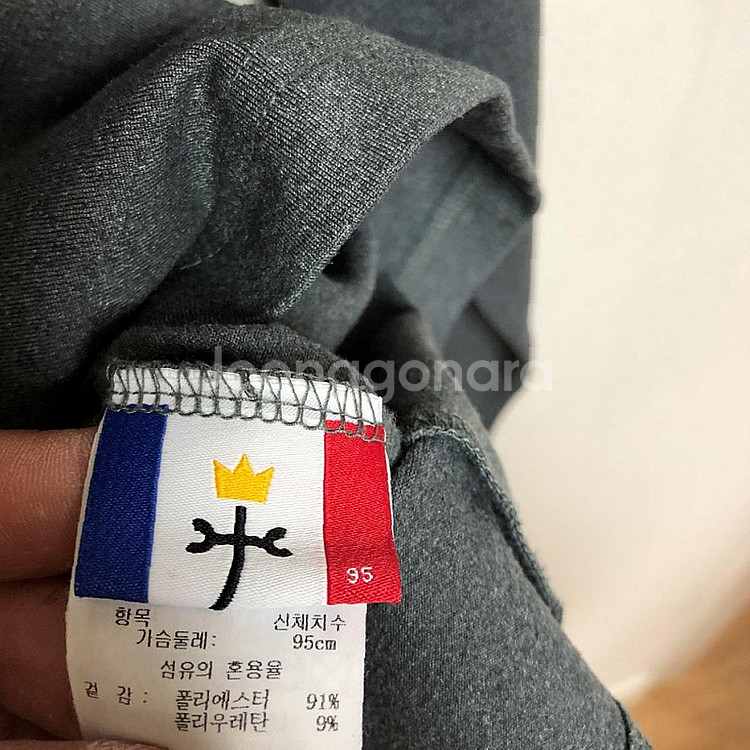 Joonggonara
95
항목 신체치수
가슴둘레: 95cm
섬유의 혼용율
겉 감 : 폴리에스터 91%
폴리우레탄 9%